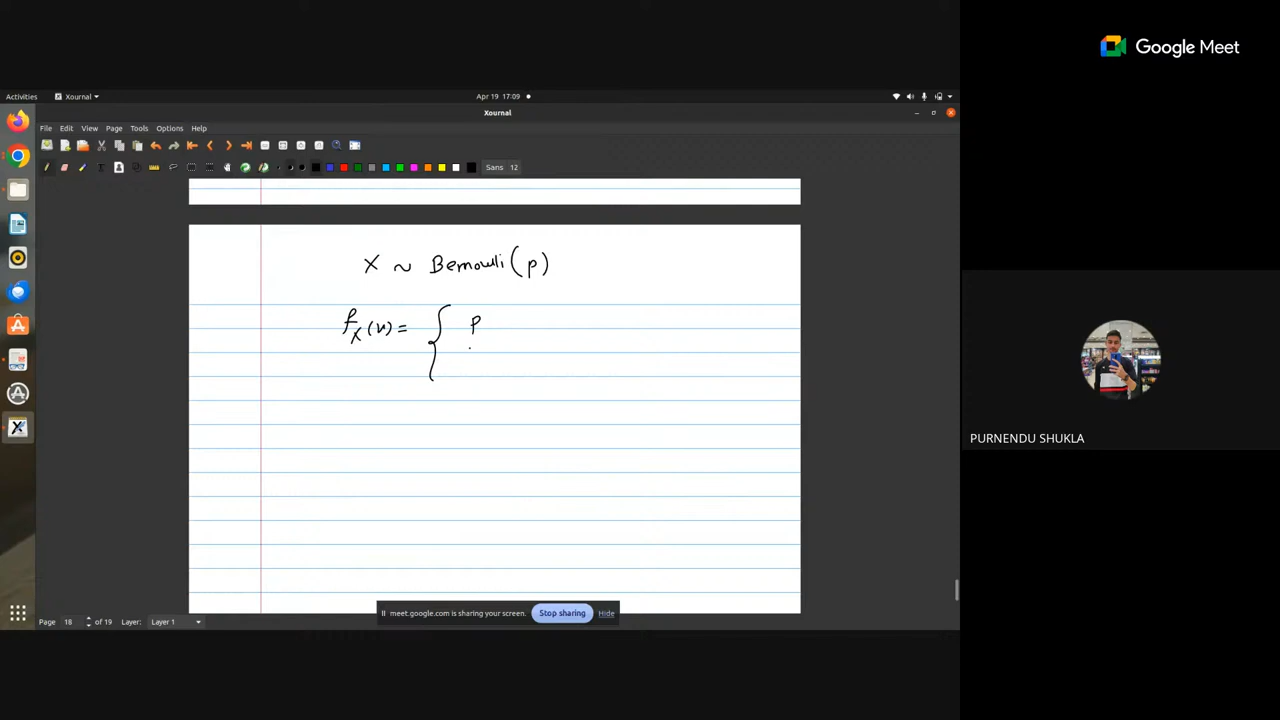 Google Meet
Activities Xournal Apr 19 17:09
Xournal
File Edit View Page Tools Options Help
Sans 12
X ~ Bernoulli(p)
f_X(x) = { p
PURNENDU SHUKLA
meet.google.com is sharing your screen. Stop sharing Hide
Page 18 of 19 Layer: Layer 1